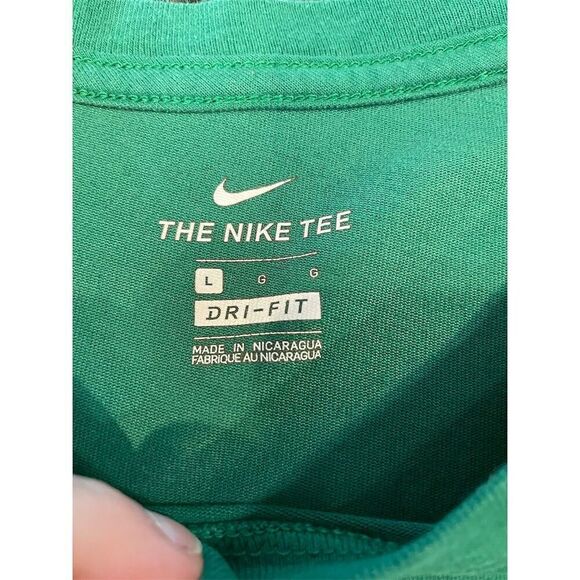 THE NIKE TEE
L G G
DRI-FIT
MADE IN NICARAGUA
FABRIQUE AU NICARAGUA